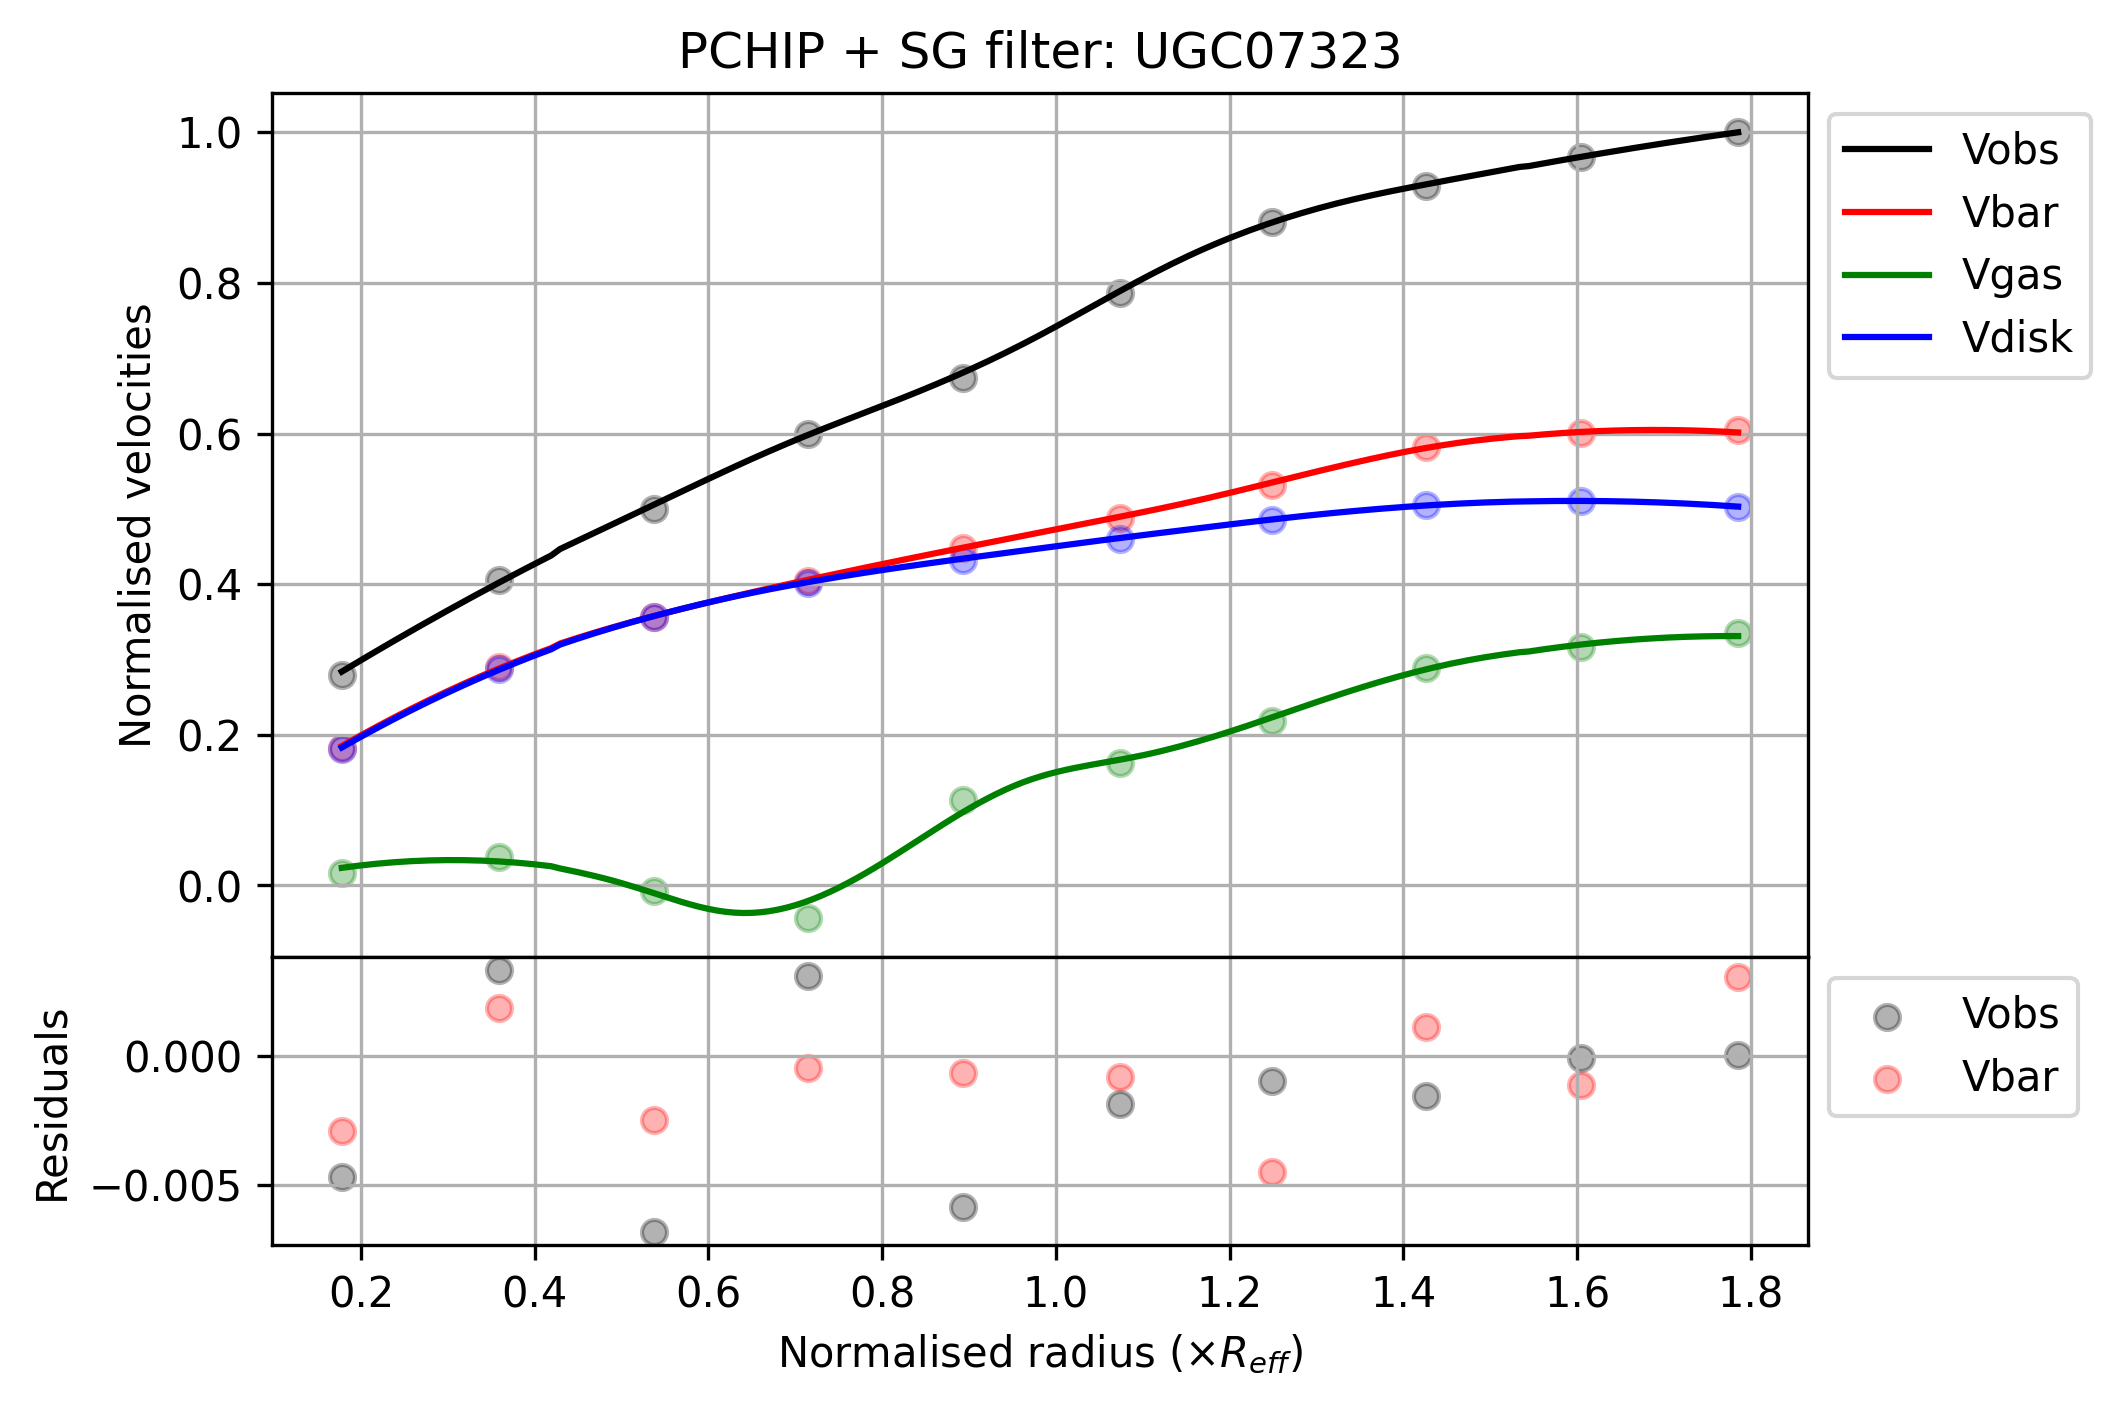 PCHIP + SG filter: UGC07323
Normalised velocities
1.0
0.8
0.6
0.4
0.2
0.0
Vobs
Vbar
Vgas
Vdisk
Residuals
0.000
−0.005
Vobs
Vbar
0.2 0.4 0.6 0.8 1.0 1.2 1.4 1.6 1.8
Normalised radius (×R_eff)